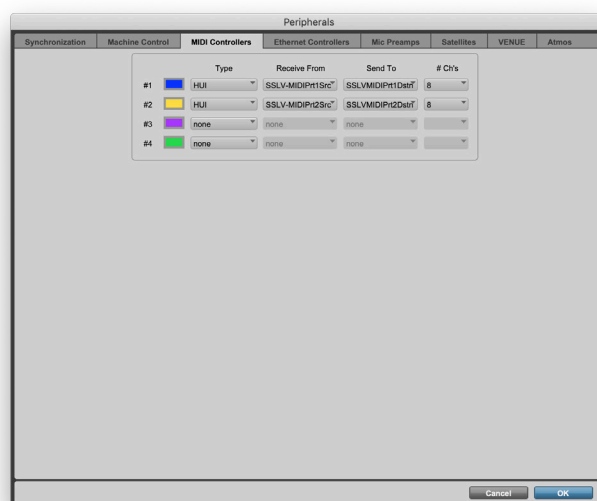 Peripherals
Synchronization Machine Control MIDI Controllers Ethernet Controllers Mic Preamps Satellites VENUE Atmos
Type Receive From Send To # Ch's
#1 HUI SSLV-MIDIPrt1Src SSLVMIDIPrt1Dstn 8
#2 HUI SSLV-MIDIPrt2Src SSLVMIDIPrt2Dstn 8
#3 none none none
#4 none none none
Cancel OK